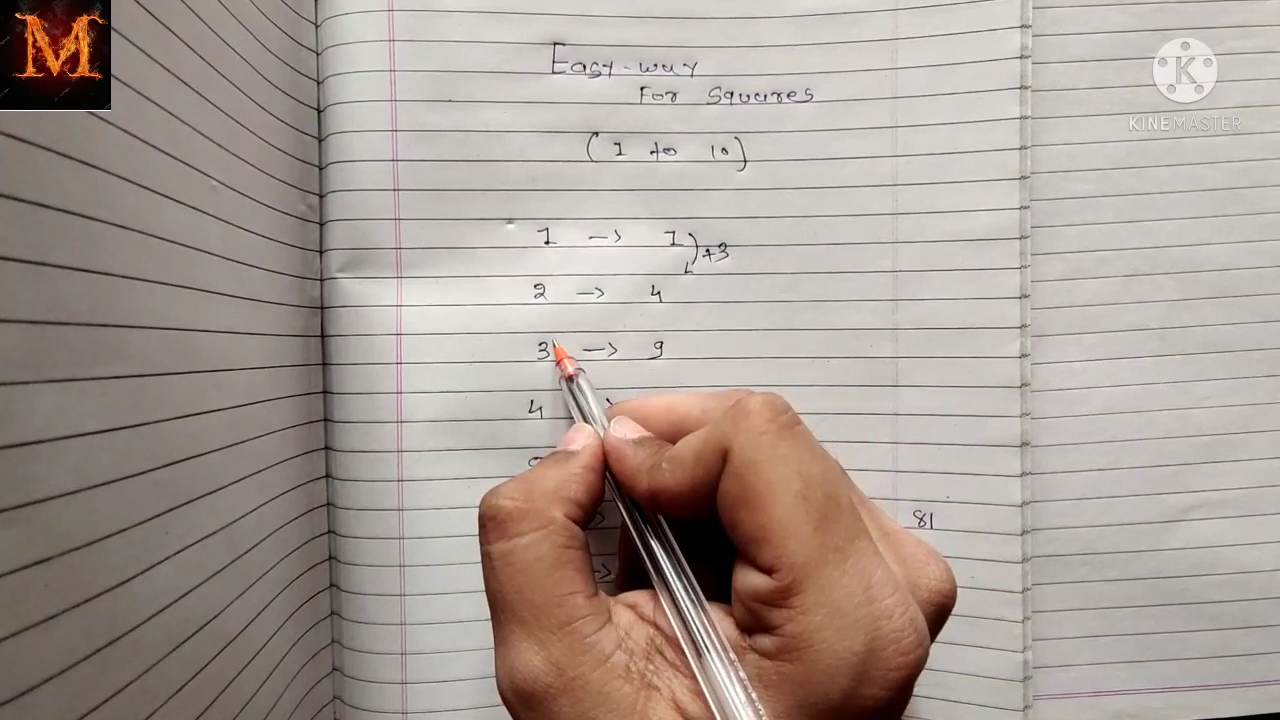 M
KINEMASTER
Easy-way
For Squares
(1 to 10)
1 -> 1 +3
2 -> 4
3 -> 9
4
81